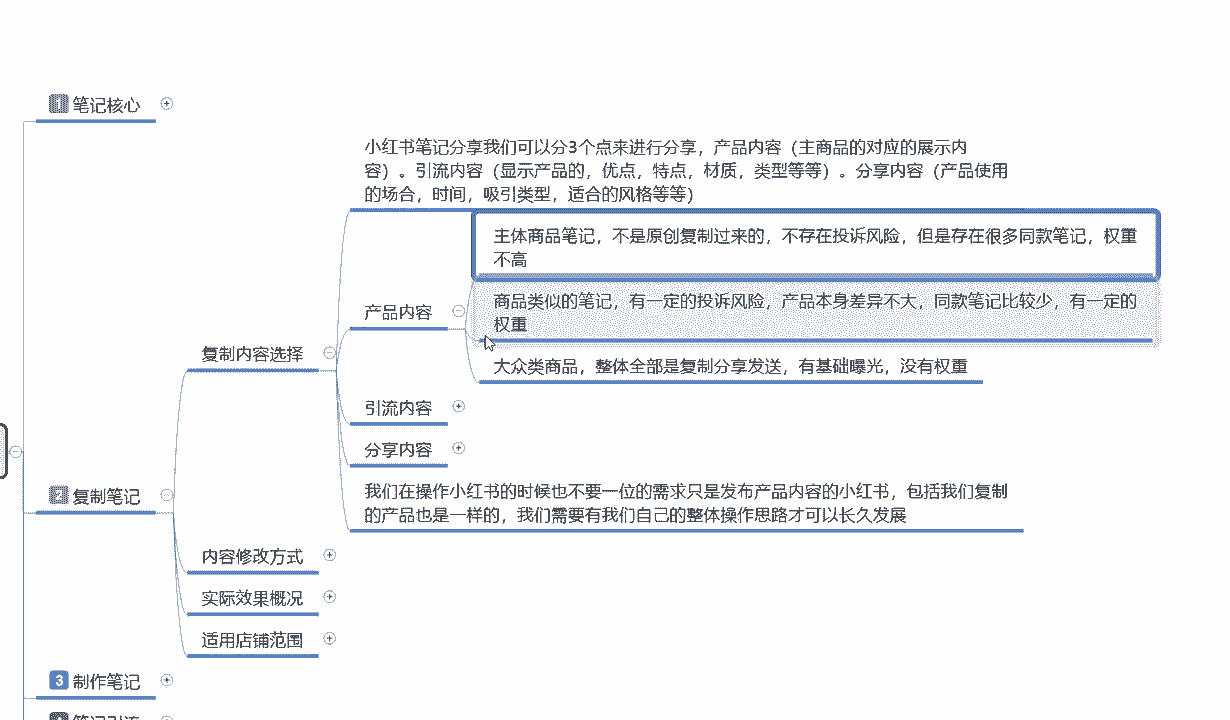 1 笔记核心
小红书笔记分享我们可以分3个点来进行分享，产品内容（主商品的对应的展示内
容）。引流内容（显示产品的，优点，特点，材质，类型等等）。分享内容（产品使用
的场合，时间，吸引类型，适合的风格等等）
主体商品笔记，不是原创复制过来的，不存在投诉风险，但是存在很多同款笔记，权重
不高
产品内容
商品类似的笔记，有一定的投诉风险，产品本身差异不大，同款笔记比较少，有一定的
权重
复制内容选择
大众类商品，整体全部是复制分享发送，有基础曝光，没有权重
引流内容
分享内容
2 复制笔记
我们在操作小红书的时候也不要一位的需求只是发布产品内容的小红书，包括我们复制
的产品也是一样的，我们需要有我们自己的整体操作思路才可以长久发展
内容修改方式
实际效果概况
适用店铺范围
3 制作笔记
笔记引流